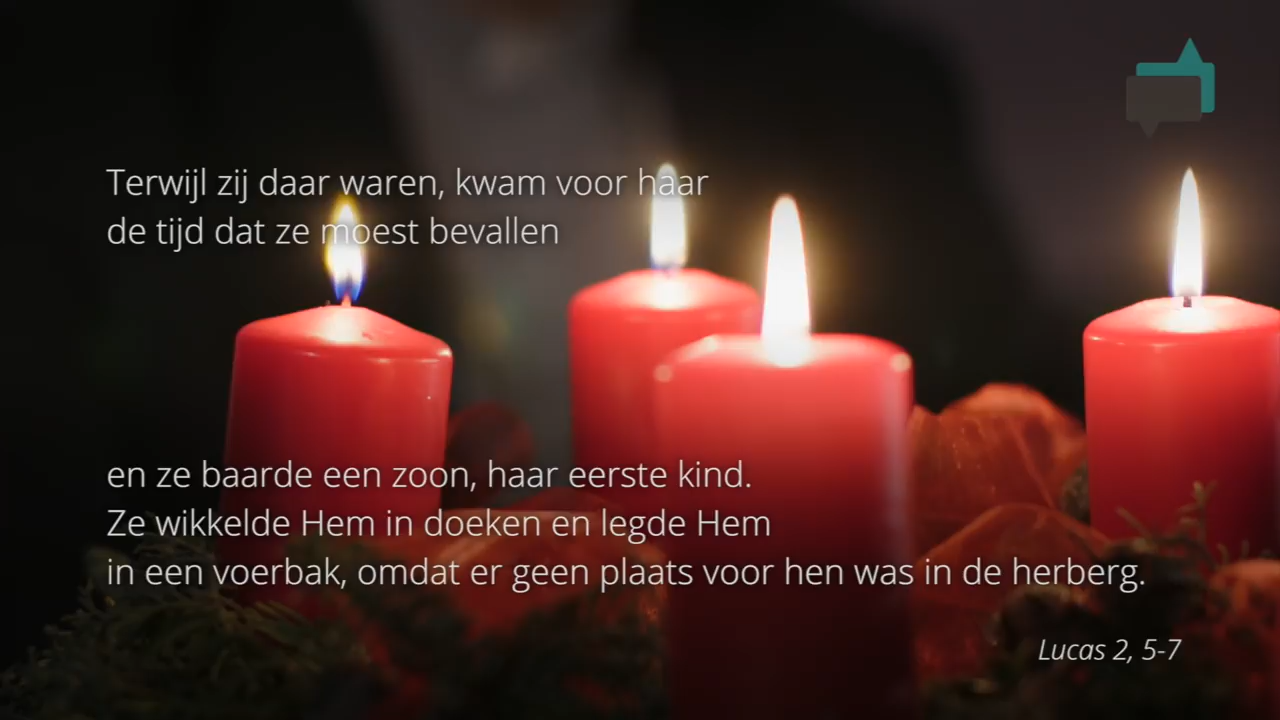 Terwijl zij daar waren, kwam voor haar
de tijd dat ze moest bevallen
en ze baarde een zoon, haar eerste kind.
Ze wikkelde Hem in doeken en legde Hem
in een voerbak, omdat er geen plaats voor hen was in de herberg.
Lucas 2, 5-7